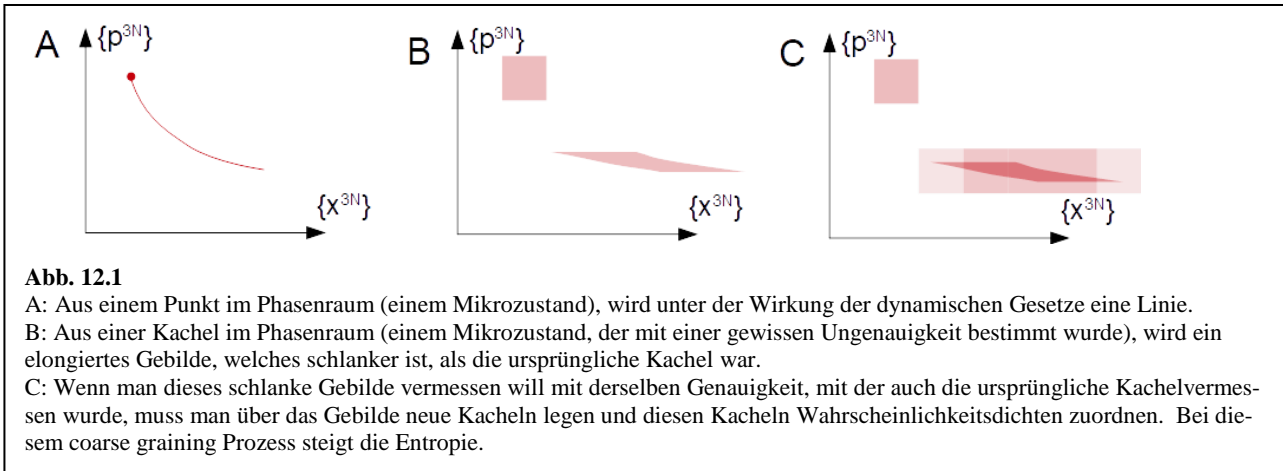 A
{p³ᴺ}
{x³ᴺ}
B
{p³ᴺ}
{x³ᴺ}
C
{p³ᴺ}
{x³ᴺ}
Abb. 12.1
A: Aus einem Punkt im Phasenraum (einem Mikrozustand), wird unter der Wirkung der dynamischen Gesetze eine Linie.
B: Aus einer Kachel im Phasenraum (einem Mikrozustand, der mit einer gewissen Ungenauigkeit bestimmt wurde), wird ein
elongiertes Gebilde, welches schlanker ist, als die ursprüngliche Kachel war.
C: Wenn man dieses schlanke Gebilde vermessen will mit derselben Genauigkeit, mit der auch die ursprüngliche Kachelvermes-
sen wurde, muss man über das Gebilde neue Kacheln legen und diesen Kacheln Wahrscheinlichkeitsdichten zuordnen. Bei die-
sem coarse graining Prozess steigt die Entropie.